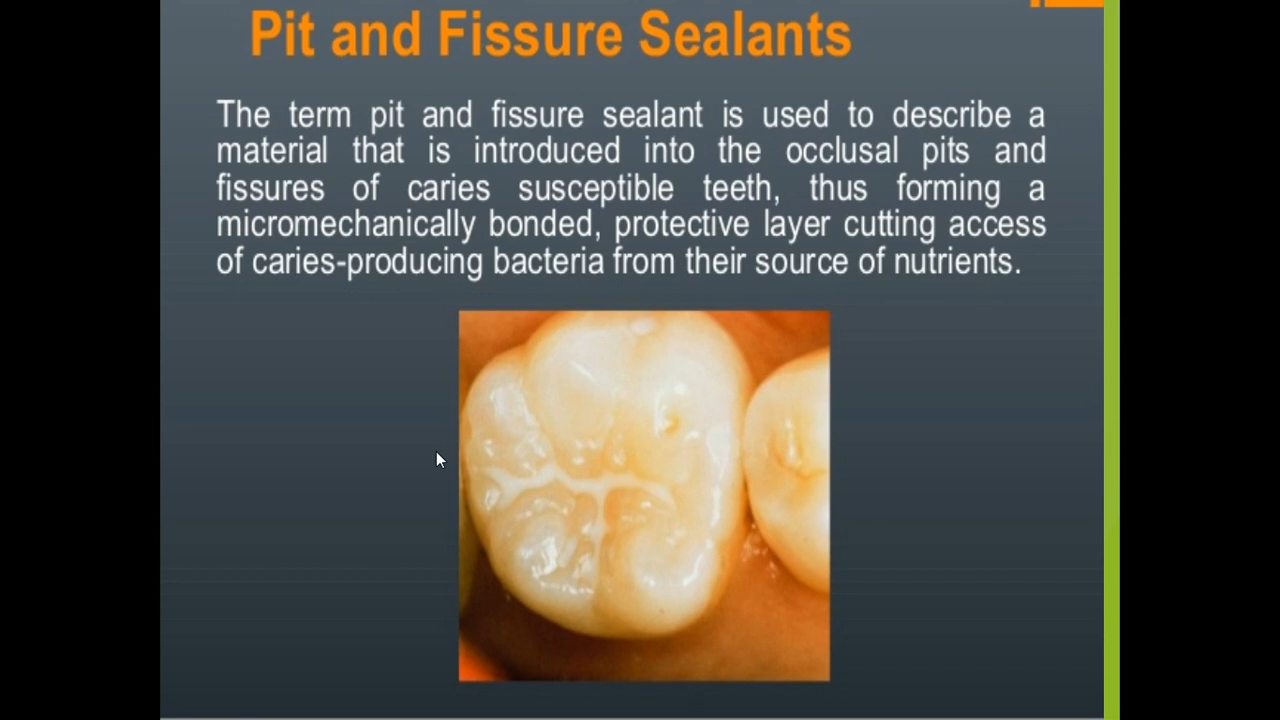 Pit and Fissure Sealants
The term pit and fissure sealant is used to describe a
material that is introduced into the occlusal pits and
fissures of caries susceptible teeth, thus forming a
micromechanically bonded, protective layer cutting access
of caries-producing bacteria from their source of nutrients.